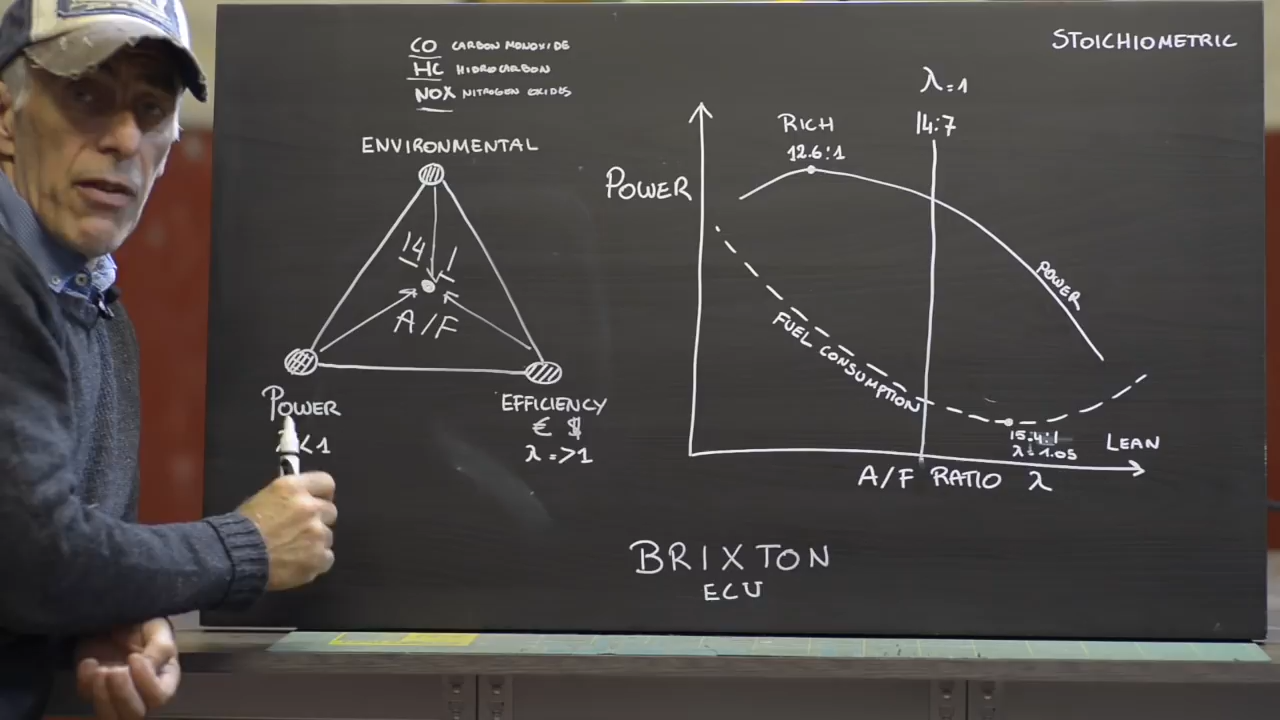 CO CARBON MONOXIDE
HC HIDROCARBON
NOX NITROGEN OXIDES
ENVIRONMENTAL
14 1
A/F
POWER
< 1
EFFICIENCY
€ $
λ => 1
STOICHIOMETRIC
λ = 1
14:7
RICH
12.6:1
POWER
POWER
FUEL CONSUMPTION
15.4:1
λ = 1.05
LEAN
A/F RATIO λ
BRIXTON
ECU